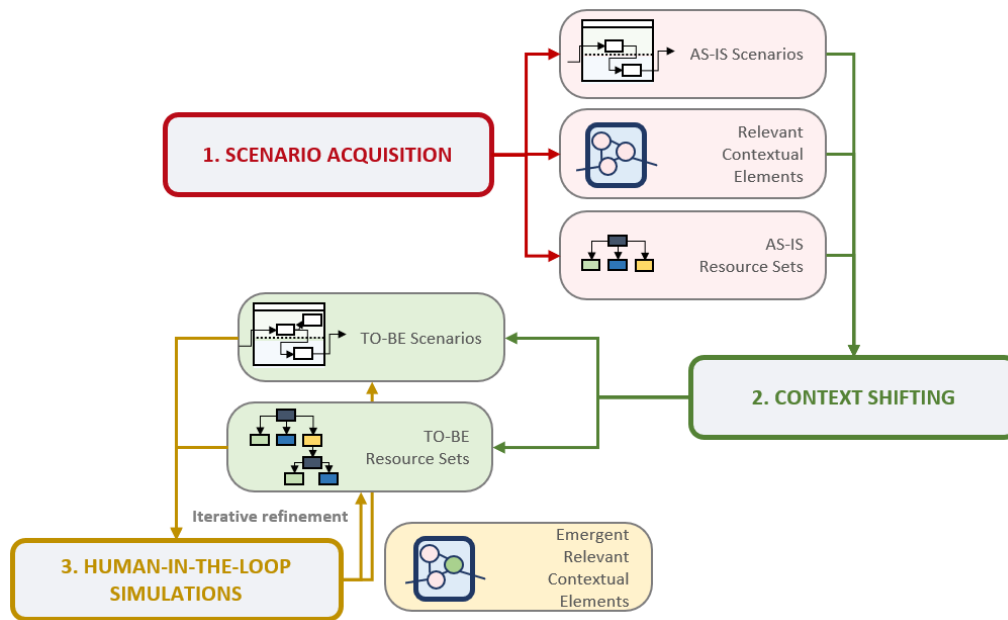 AS-IS Scenarios
1. SCENARIO ACQUISITION
Relevant
Contextual
Elements
AS-IS
Resource Sets
TO-BE Scenarios
2. CONTEXT SHIFTING
TO-BE
Resource Sets
Iterative refinement
3. HUMAN-IN-THE-LOOP
SIMULATIONS
Emergent
Relevant
Contextual
Elements